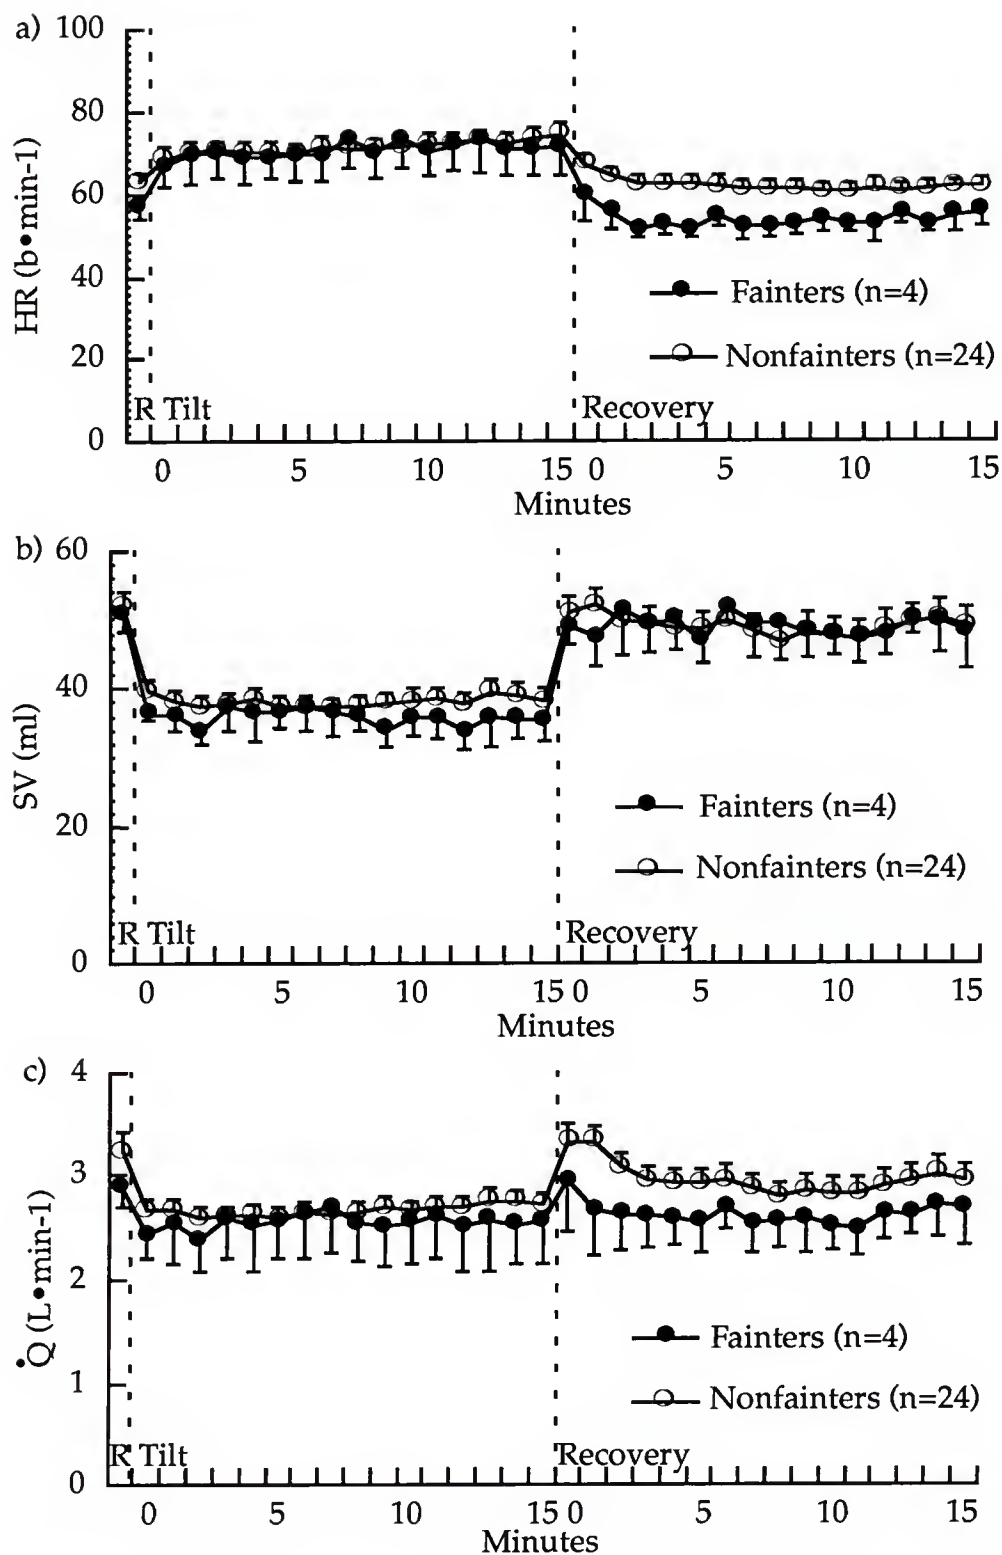 a) 100
80
60
40
20
0
HR (b•min-1)
R Tilt
Recovery
Fainters (n=4)
Nonfainters (n=24)
0 5 10 15 0 5 10 15
Minutes
b) 60
40
20
0
SV (ml)
R Tilt
Recovery
Fainters (n=4)
Nonfainters (n=24)
0 5 10 15 0 5 10 15
Minutes
c) 4
3
2
1
0
Q̇ (L•min-1)
R Tilt
Recovery
Fainters (n=4)
Nonfainters (n=24)
0 5 10 15 0 5 10 15
Minutes